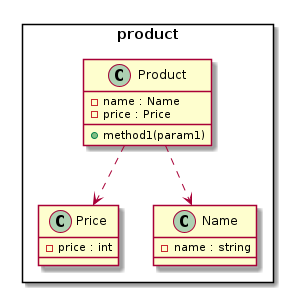 product
C Product
name : Name
price : Price
method1(param1)
C Price
price : int
C Name
name : string